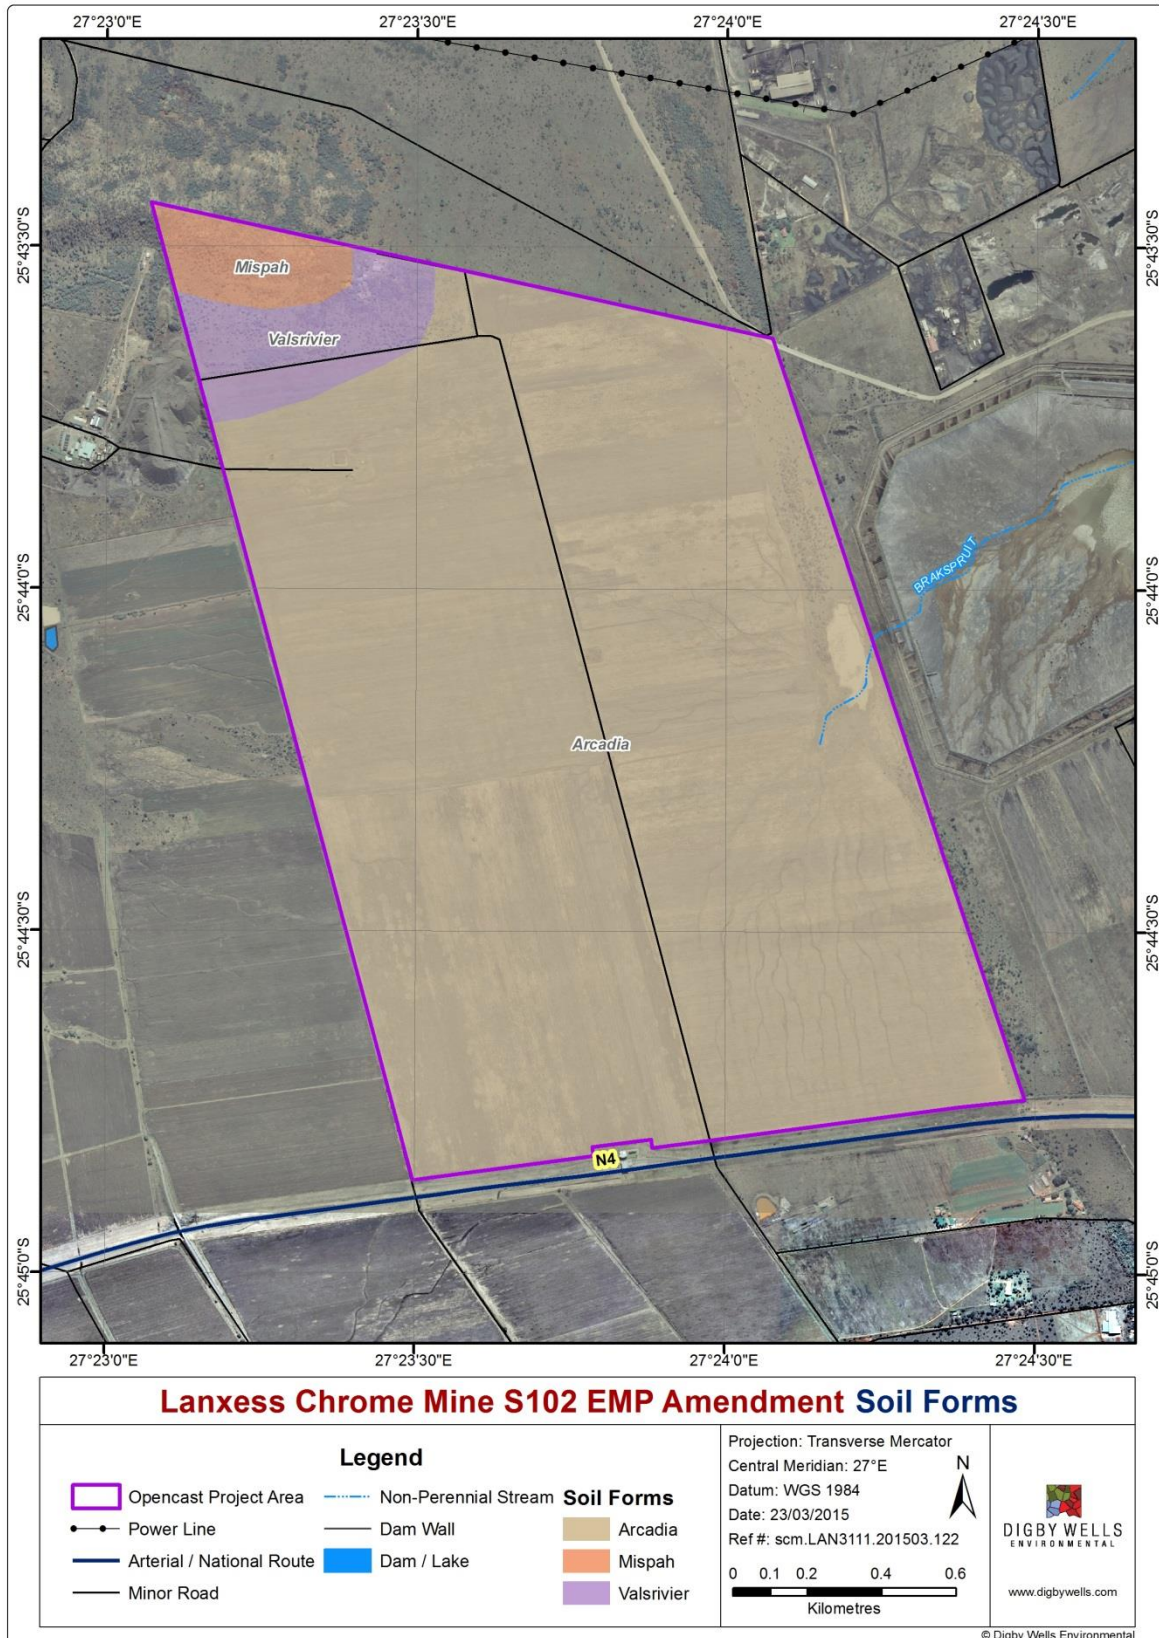 27°23'0"E 27°23'30"E 27°24'0"E 27°24'30"E
25°43'30"S
25°43'30"S
Mispah
Valsrivier
25°44'0"S
25°44'0"S
BRAKSPRUIT
Arcadia
25°44'30"S
25°44'30"S
N4
25°45'0"S
25°45'0"S
27°23'0"E 27°23'30"E 27°24'0"E 27°24'30"E
Lanxess Chrome Mine S102 EMP Amendment Soil Forms
Legend
Opencast Project Area
Power Line
Arterial / National Route
Minor Road
Non-Perennial Stream
Dam Wall
Dam / Lake
Soil Forms
Arcadia
Mispah
Valsrivier
Projection: Transverse Mercator
Central Meridian: 27°E
Datum: WGS 1984
Date: 23/03/2015
Ref #: scm.LAN3111.201503.122
N
0 0.1 0.2 0.4 0.6
Kilometres
DIGBY WELLS
ENVIRONMENTAL
www.digbywells.com
© Digby Wells Environmental